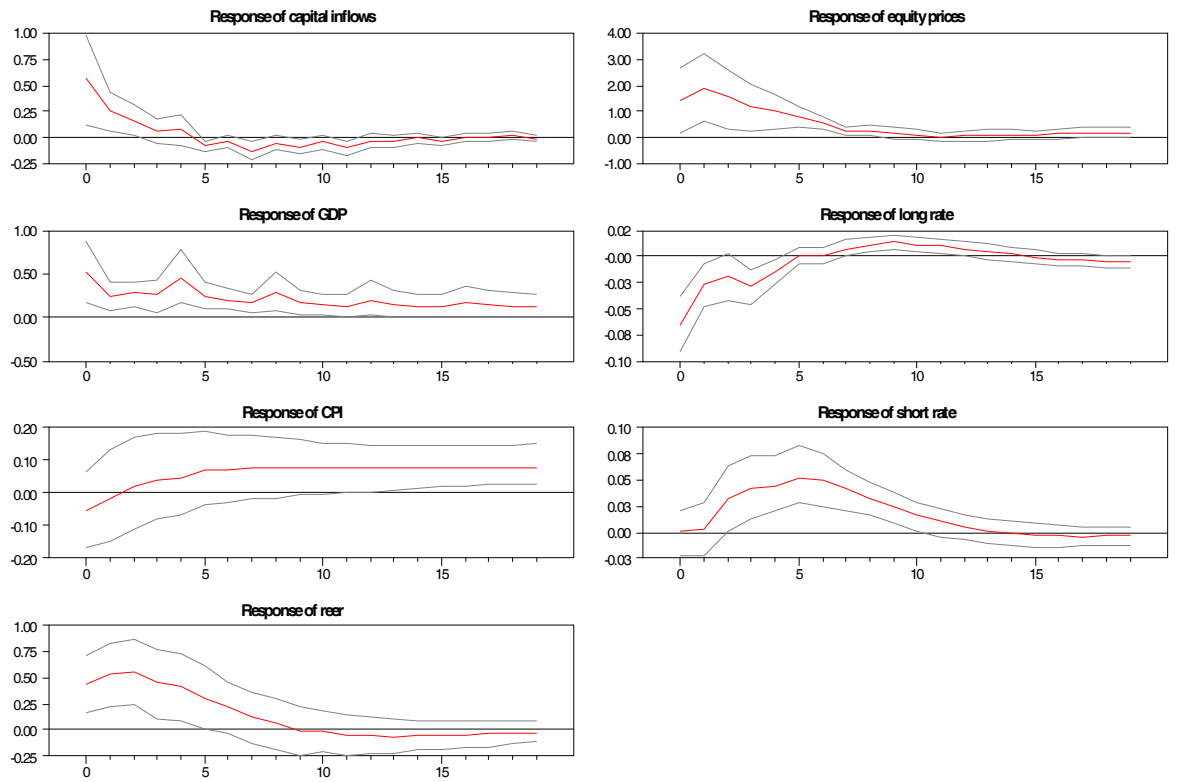 Response of capital inflows
1.00
0.75
0.50
0.25
0.00
-0.25
0 5 10 15
Response of equity prices
4.00
3.00
2.00
1.00
0.00
-1.00
0 5 10 15
Response of GDP
1.00
0.50
0.00
-0.50
0 5 10 15
Response of long rate
0.02
-0.00
-0.03
-0.05
-0.08
-0.10
0 5 10 15
Response of CPI
0.20
0.10
0.00
-0.10
-0.20
0 5 10 15
Response of short rate
0.10
0.08
0.05
0.03
0.00
-0.03
0 5 10 15
Response of reer
1.00
0.75
0.50
0.25
0.00
-0.25
0 5 10 15